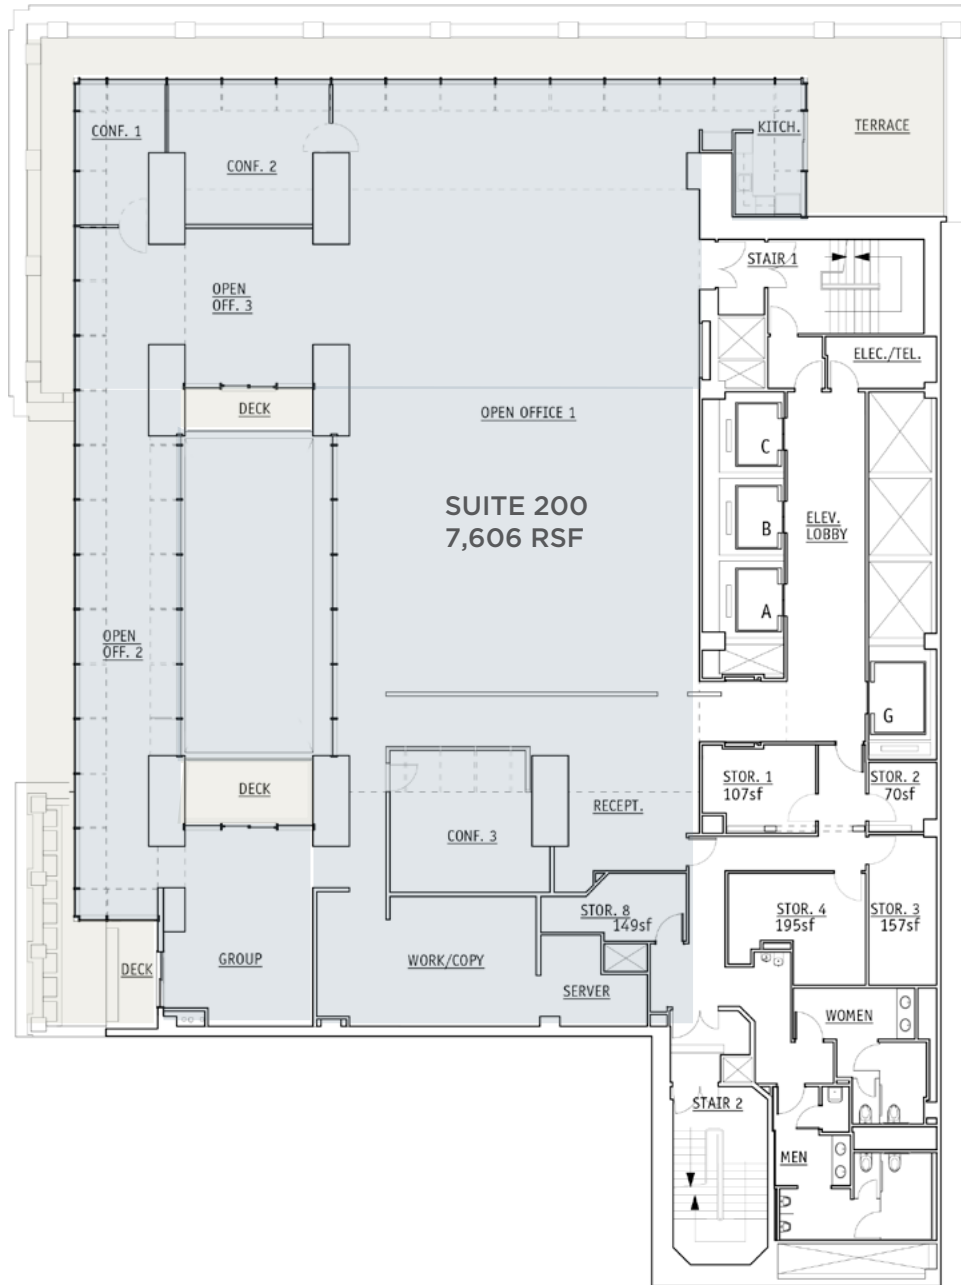 CONF. 1
CONF. 2
KITCH.
TERRACE
STAIR 1
OPEN
OFF. 3
ELEC./TEL.
DECK
OPEN OFFICE 1
C
SUITE 200
7,606 RSF
B
ELEV.
LOBBY
A
OPEN
OFF. 2
G
DECK
STOR. 1
107sf
STOR. 2
70sf
RECEPT.
CONF. 3
STOR. 8
149sf
STOR. 4
195sf
STOR. 3
157sf
DECK
GROUP
WORK/COPY
SERVER
WOMEN
STAIR 2
MEN